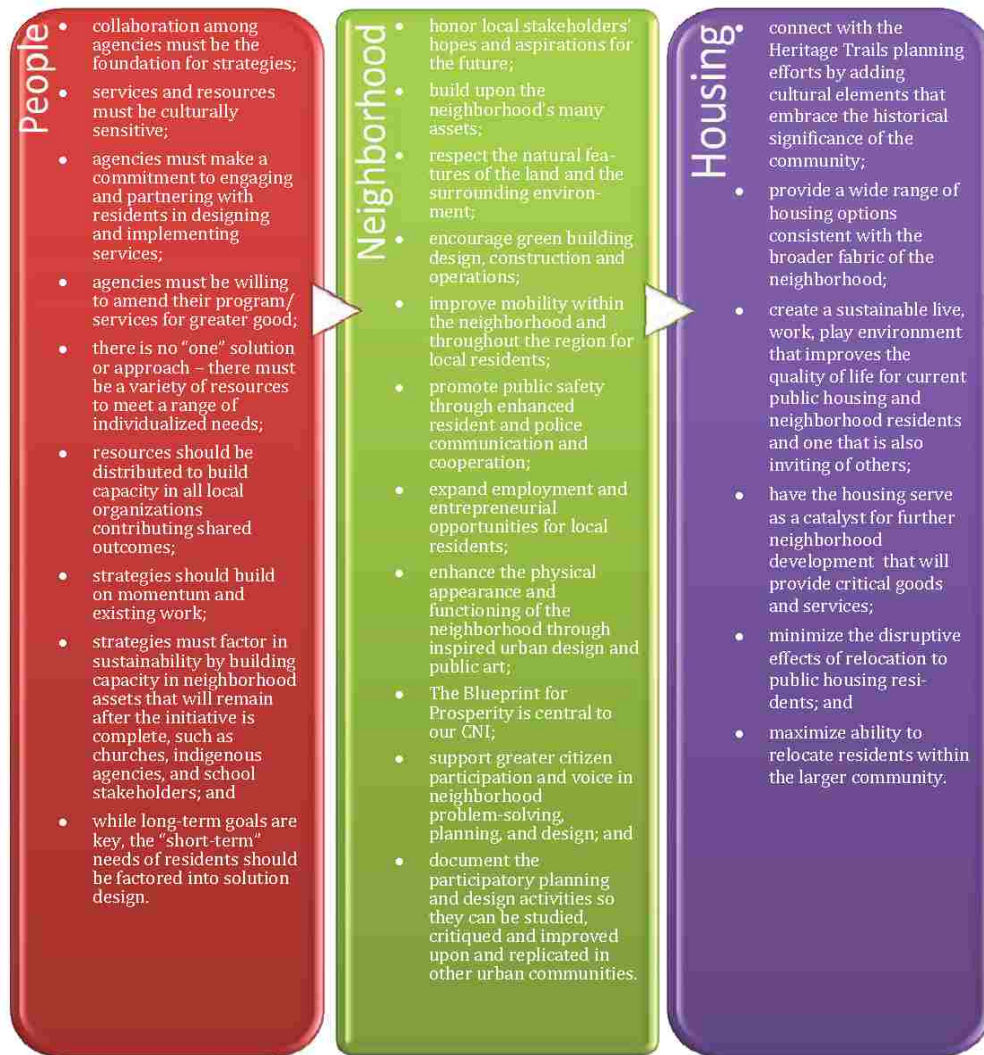 People
• collaboration among
agencies must be the
foundation for strategies;
• services and resources
must be culturally
sensitive;
• agencies must make a
commitment to engaging
and partnering with
residents in designing
and implementing
services;
• agencies must be willing
to amend their program/
services for greater good;
• there is no “one” solution
or approach – there must
be a variety of resources
to meet a range of
individualized needs;
• resources should be
distributed to build
capacity in all local
organizations
contributing shared
outcomes;
• strategies should build
on momentum and
existing work;
• strategies must factor in
sustainability by building
capacity in neighborhood
assets that will remain
after the initiative is
complete, such as
churches, indigenous
agencies, and school
stakeholders; and
• while long-term goals are
key, the “short-term”
needs of residents should
be factored into solution
design.
Neighborhood
• honor local stakeholders’
hopes and aspirations for
the future;
• build upon the
neighborhood’s many
assets;
• respect the natural fea-
tures of the land and the
surrounding environ-
ment;
• encourage green building
design, construction and
operations;
• improve mobility within
the neighborhood and
throughout the region for
local residents;
• promote public safety
through enhanced
resident and police
communication and
cooperation;
• expand employment and
entrepreneurial
opportunities for local
residents;
• enhance the physical
appearance and
functioning of the
neighborhood through
inspired urban design and
public art;
• The Blueprint for
Prosperity is central to
our CNI;
• support greater citizen
participation and voice in
neighborhood
problem-solving,
planning, and design; and
• document the
participatory planning
and design activities so
they can be studied,
critiqued and improved
upon and replicated in
other urban communities.
Housing
• connect with the
Heritage Trails planning
efforts by adding
cultural elements that
embrace the historical
significance of the
community;
• provide a wide range of
housing options
consistent with the
broader fabric of the
neighborhood;
• create a sustainable live,
work, play environment
that improves the
quality of life for current
public housing and
neighborhood residents
and one that is also
inviting of others;
• have the housing serve
as a catalyst for further
neighborhood
development that will
provide critical goods
and services;
• minimize the disruptive
effects of relocation to
public housing resi-
dents; and
• maximize ability to
relocate residents within
the larger community.